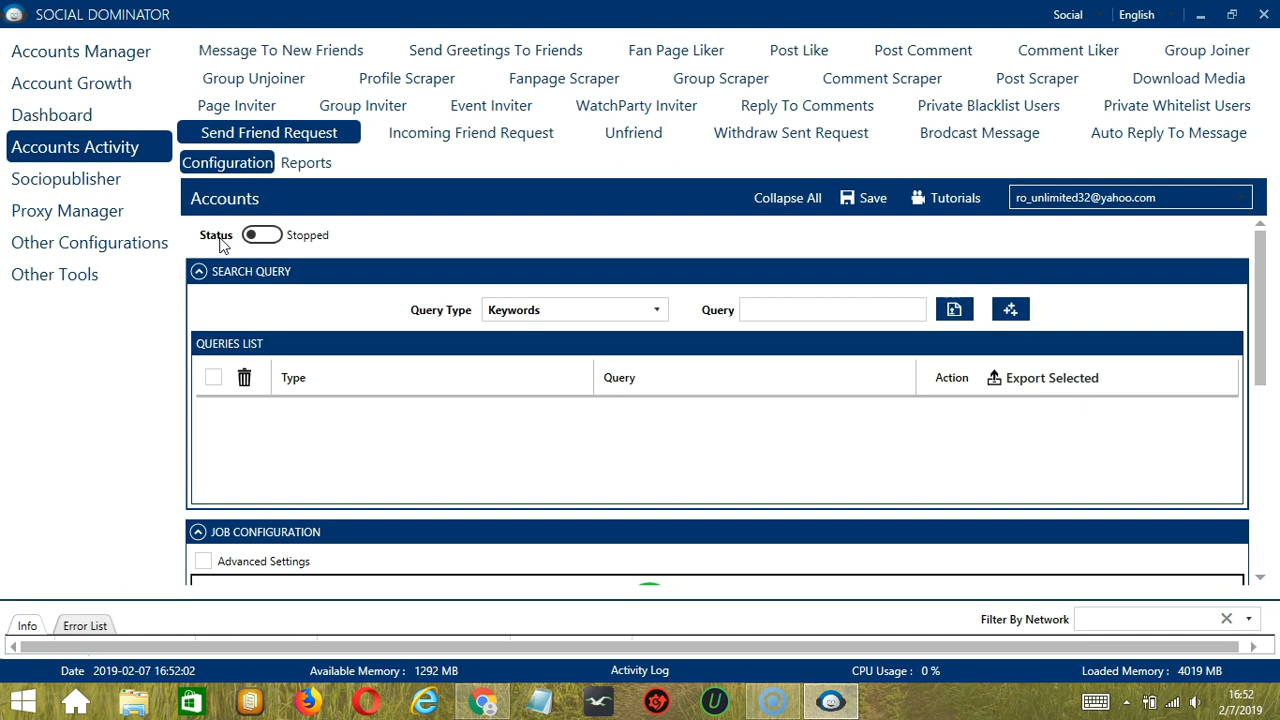 SOCIAL DOMINATOR Social English
Accounts Manager
Account Growth
Dashboard
Accounts Activity
Sociopublisher
Proxy Manager
Other Configurations
Other Tools
Message To New Friends Send Greetings To Friends Fan Page Liker Post Like Post Comment Comment Liker Group Joiner
Group Unjoiner Profile Scraper Fanpage Scraper Group Scraper Comment Scraper Post Scraper Download Media
Page Inviter Group Inviter Event Inviter WatchParty Inviter Reply To Comments Private Blacklist Users Private Whitelist Users
Send Friend Request Incoming Friend Request Unfriend Withdraw Sent Request Brodcast Message Auto Reply To Message
Configuration Reports
Accounts Collapse All Save Tutorials ro_unlimited32@yahoo.com
Status Stopped
SEARCH QUERY
Query Type Keywords Query
QUERIES LIST
Type Query Action Export Selected
JOB CONFIGURATION
Advanced Settings
Info Error List Filter By Network
Date 2019-02-07 16:52:02 Available Memory : 1292 MB Activity Log CPU Usage : 0 % Loaded Memory : 4019 MB
16:52
2/7/2019